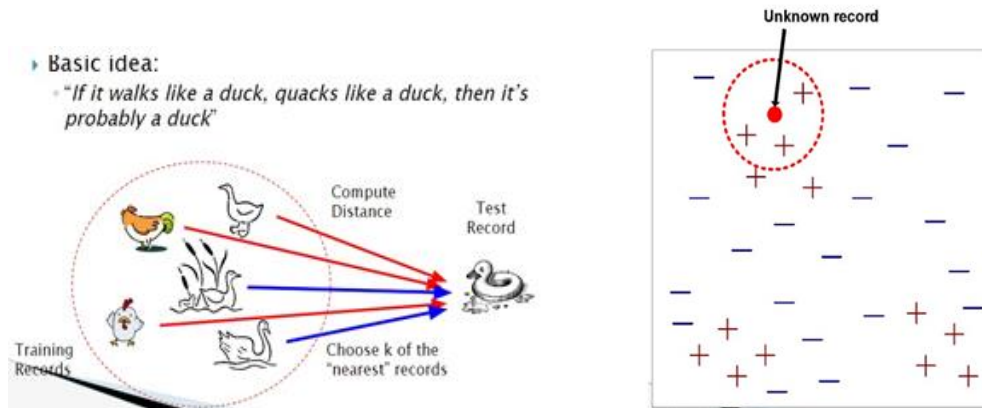 Basic idea:
"If it walks like a duck, quacks like a duck, then it's
probably a duck"
Compute
Distance
Test
Record
Training
Records
Choose k of the
"nearest" records
Unknown record